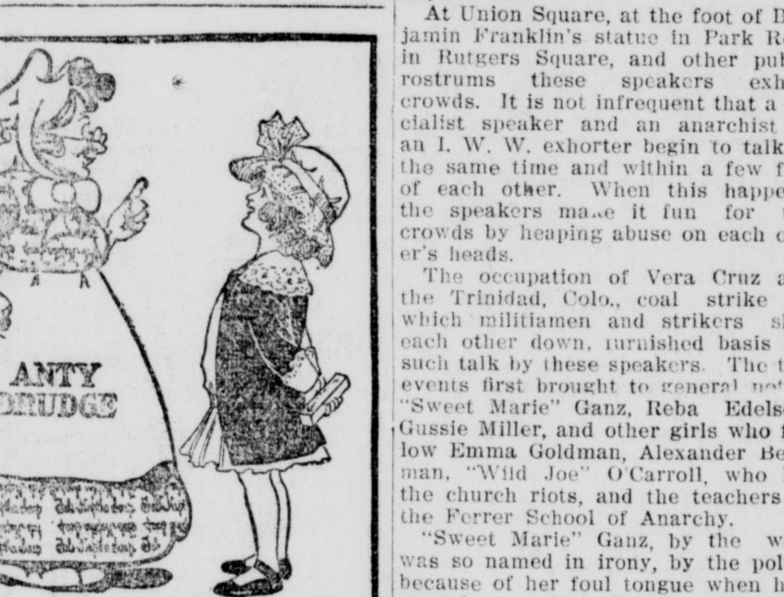 ANTY
DRUDGE
At Union Square, at the foot of
jamin Franklin's statue in Park
in Rutgers Square, and other
rostrums these speakers
crowds. It is not infrequent that a
cialist speaker and an anarchist
an I. W. W. exhorter begin to talk
the same time and within a few
of each other. When this
the speakers make it fun for
crowds by heaping abuse on each
er's heads.
The occupation of Vera Cruz
the Trinidad, Colo., coal strike
which militiamen and strikers
each other down, furnished basis
such talk by these speakers. The
events first brought to general
"Sweet Marie" Ganz, Reba
Gussie Miller, and other girls who
low Emma Goldman, Alexander
man, "Wild Joe" O'Carroll, who
the church riots, and the teachers
the Ferrer School of Anarchy.
"Sweet Marie" Ganz, by the
was so named in irony, by the
because of her foul tongue when